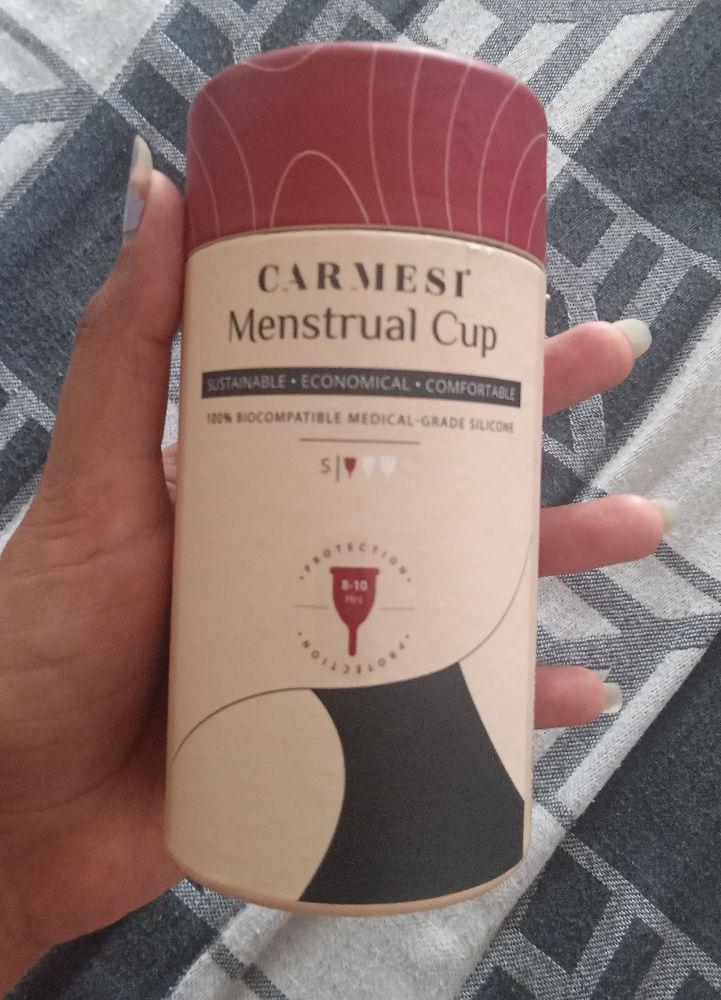 CARMESI
Menstrual Cup
SUSTAINABLE • ECONOMICAL • COMFORTABLE
100% BIOCOMPATIBLE MEDICAL-GRADE SILICONE
S|
• PROTECTION •
8-10
Hrs
• PROTECTION •